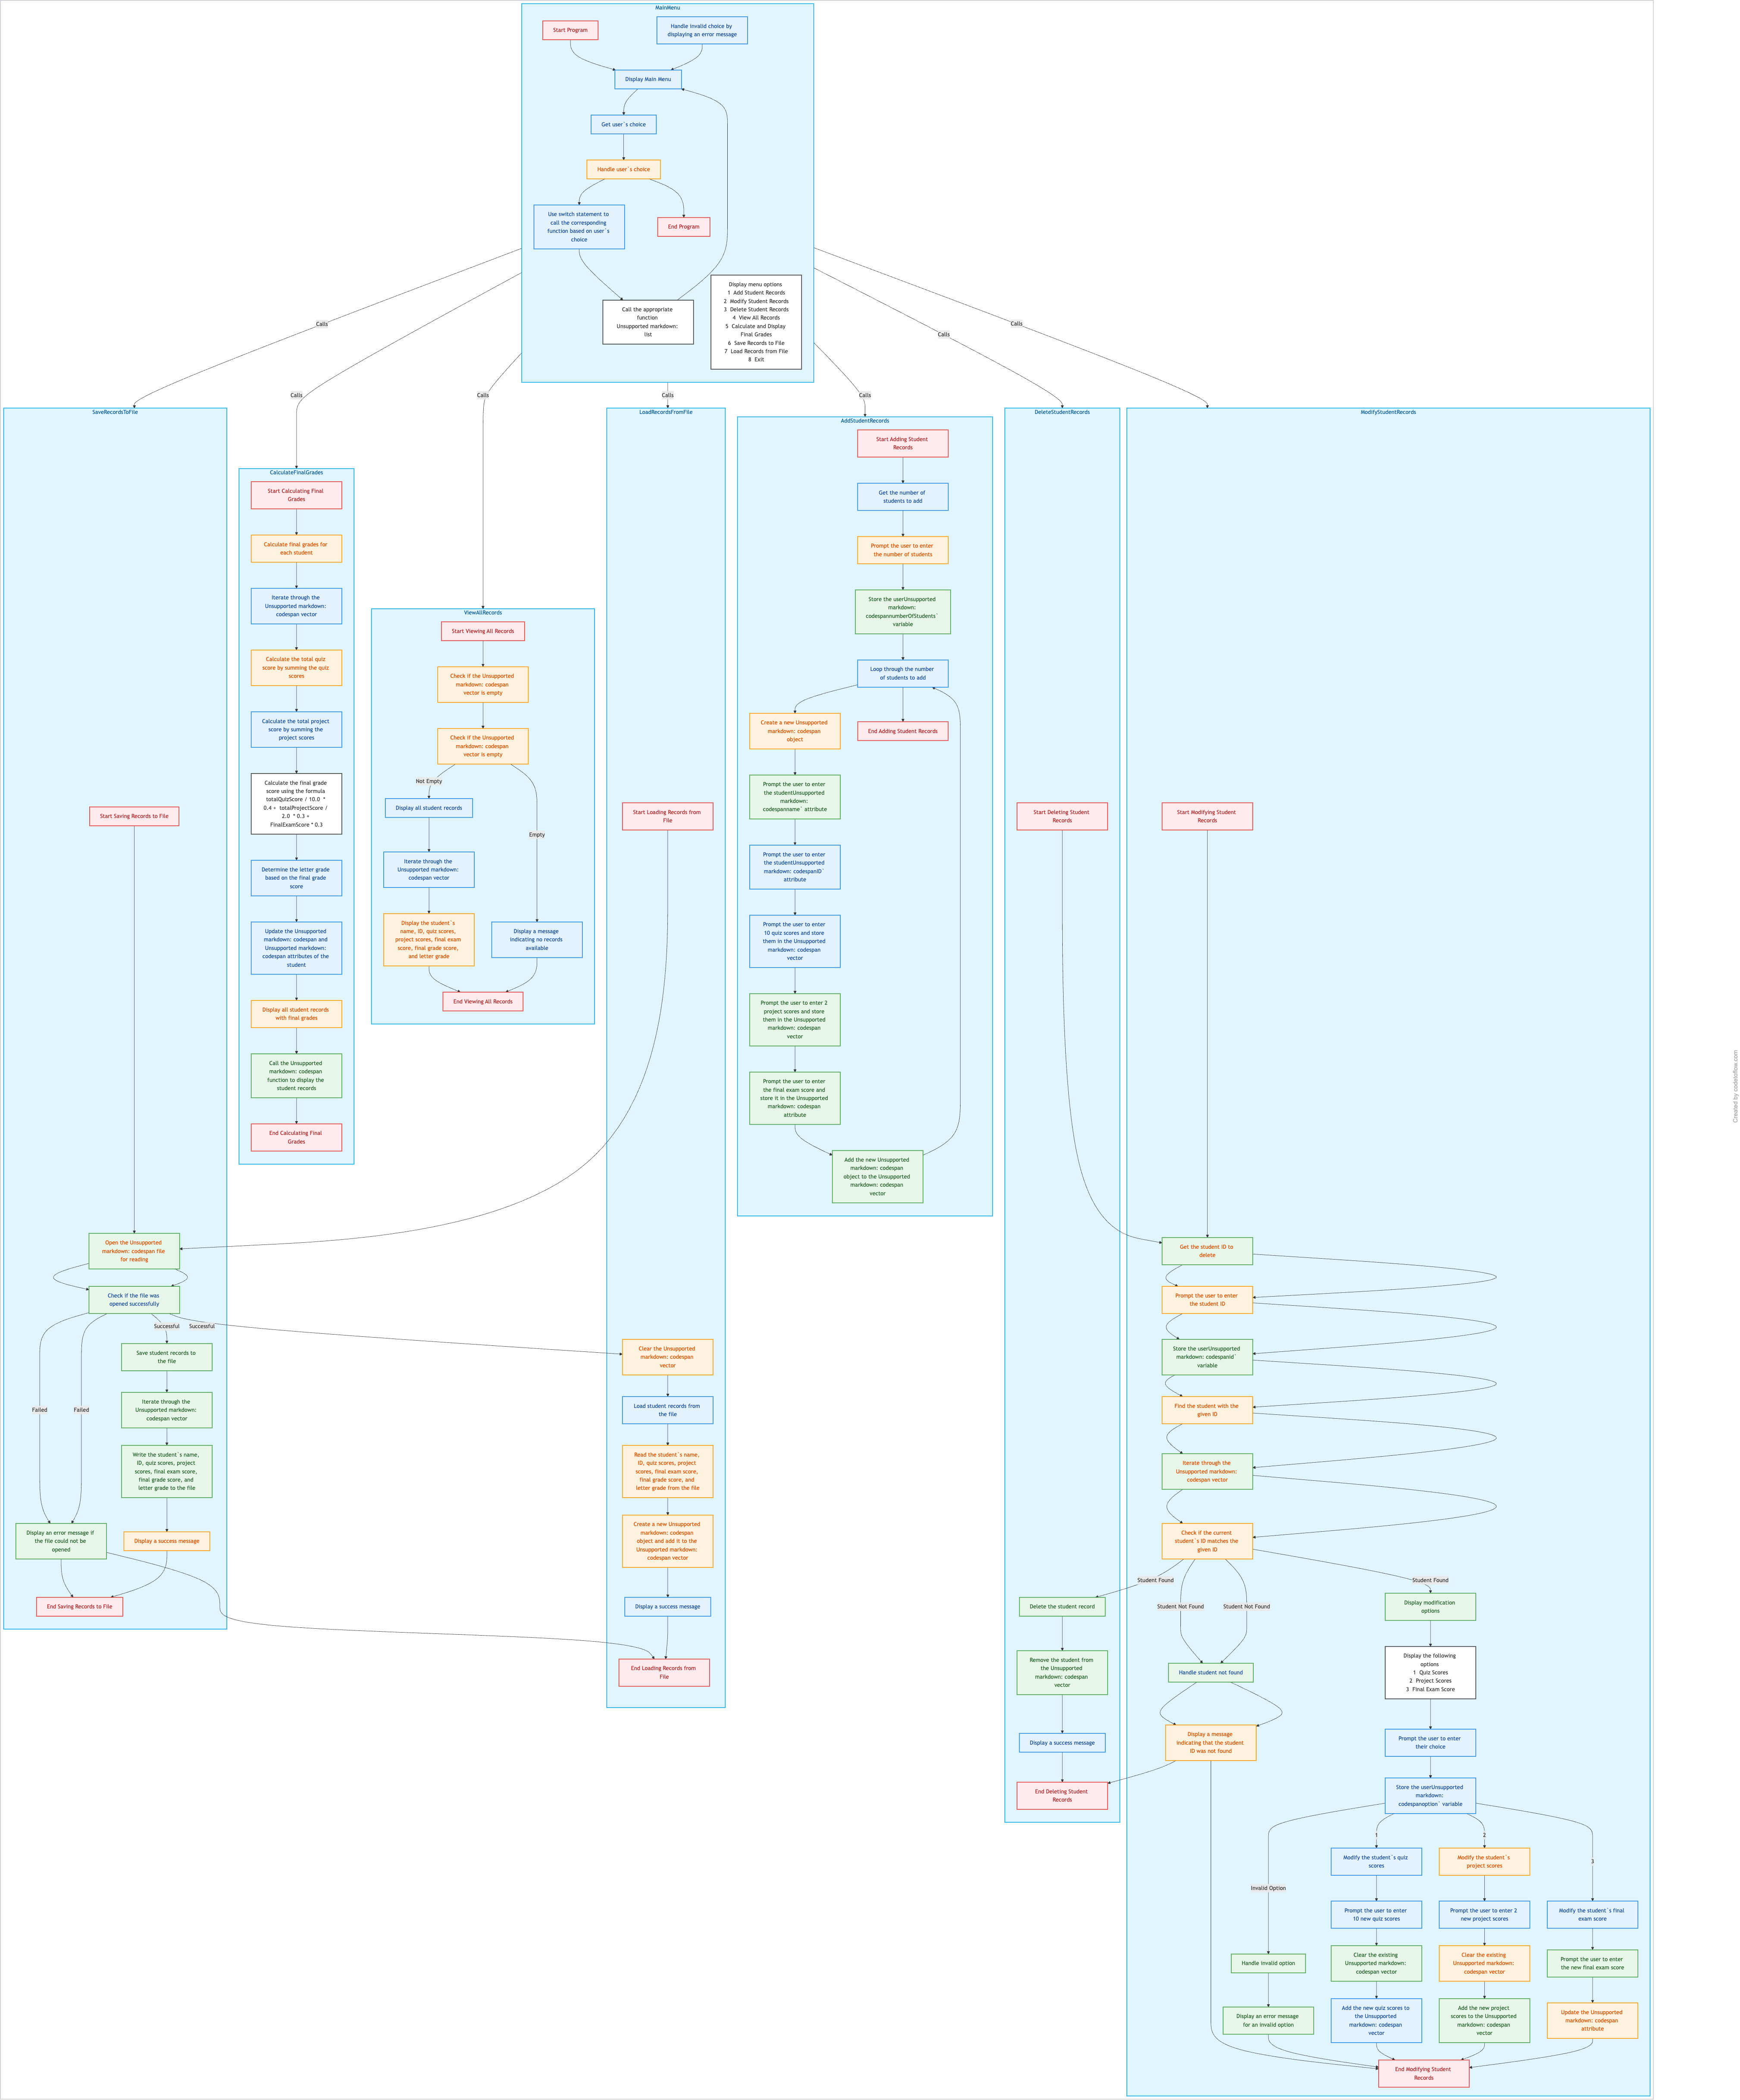 MainMenu
Start Program
Handle invalid choice by
displaying an error message
Display Main Menu
Get user`s choice
Handle user`s choice
Use switch statement to
call the corresponding
function based on user`s
choice
End Program
Call the appropriate
function
Unsupported markdown:
list
Display menu options
1 Add Student Records
2 Modify Student Records
3 Delete Student Records
4 View All Records
5 Calculate and Display
Final Grades
6 Save Records to File
7 Load Records from File
8 Exit
Calls
Calls
Calls
Calls
Calls
Calls
Calls
SaveRecordsToFile
Start Saving Records to File
Open the Unsupported
markdown: codespan file
for reading
Check if the file was
opened successfully
Successful
Successful
Save student records to
the file
Iterate through the
Unsupported markdown:
codespan vector
Failed
Failed
Write the student`s name,
ID, quiz scores, project
scores, final exam score,
final grade score, and
letter grade to the file
Display an error message if
the file could not be
opened
Display a success message
End Saving Records to File
CalculateFinalGrades
Start Calculating Final
Grades
Calculate final grades for
each student
Iterate through the
Unsupported markdown:
codespan vector
Calculate the total quiz
score by summing the quiz
scores
Calculate the total project
score by summing the
project scores
Calculate the final grade
score using the formula
totalQuizScore / 10.0 *
0.4 + totalProjectScore /
2.0 * 0.3 +
FinalExamScore * 0.3
Determine the letter grade
based on the final grade
score
Update the Unsupported
markdown: codespan and
Unsupported markdown:
codespan attributes of the
student
Display all student records
with final grades
Call the Unsupported
markdown: codespan
function to display the
student records
End Calculating Final
Grades
ViewAllRecords
Start Viewing All Records
Check if the Unsupported
markdown: codespan
vector is empty
Check if the Unsupported
markdown: codespan
vector is empty
Not Empty
Empty
Display all student records
Iterate through the
Unsupported markdown:
codespan vector
Display the student`s
name, ID, quiz scores,
project scores, final exam
score, final grade score,
and letter grade
Display a message
indicating no records
available
End Viewing All Records
LoadRecordsFromFile
Start Loading Records from
File
Clear the Unsupported
markdown: codespan
vector
Load student records from
the file
Read the student`s name,
ID, quiz scores, project
scores, final exam score,
final grade score, and
letter grade from the file
Create a new Unsupported
markdown: codespan
object and add it to the
Unsupported markdown:
codespan vector
Display a success message
End Loading Records from
File
AddStudentRecords
Start Adding Student
Records
Get the number of
students to add
Prompt the user to enter
the number of students
Store the userUnsupported
markdown:
codespannumberOfStudents`
variable
Loop through the number
of students to add
Create a new Unsupported
markdown: codespan
object
End Adding Student Records
Prompt the user to enter
the studentUnsupported
markdown:
codespanname` attribute
Prompt the user to enter
the studentUnsupported
markdown: codespanID`
attribute
Prompt the user to enter
10 quiz scores and store
them in the Unsupported
markdown: codespan
vector
Prompt the user to enter 2
project scores and store
them in the Unsupported
markdown: codespan
vector
Prompt the user to enter
the final exam score and
store it in the Unsupported
markdown: codespan
attribute
Add the new Unsupported
markdown: codespan
object to the Unsupported
markdown: codespan
vector
DeleteStudentRecords
Start Deleting Student
Records
Delete the student record
Remove the student from
the Unsupported
markdown: codespan
vector
Display a success message
End Deleting Student
Records
ModifyStudentRecords
Start Modifying Student
Records
Get the student ID to
delete
Prompt the user to enter
the student ID
Store the userUnsupported
markdown: codespanid`
variable
Find the student with the
given ID
Iterate through the
Unsupported markdown:
codespan vector
Check if the current
student`s ID matches the
given ID
Student Found
Student Found
Student Not Found
Student Not Found
Display modification
options
Handle student not found
Display the following
options
1 Quiz Scores
2 Project Scores
3 Final Exam Score
Display a message
indicating that the student
ID was not found
Prompt the user to enter
their choice
Store the userUnsupported
markdown:
codespanoption` variable
1
2
3
Invalid Option
Modify the student`s quiz
scores
Modify the student`s
project scores
Prompt the user to enter
10 new quiz scores
Prompt the user to enter 2
new project scores
Modify the student`s final
exam score
Handle invalid option
Clear the existing
Unsupported markdown:
codespan vector
Clear the existing
Unsupported markdown:
codespan vector
Prompt the user to enter
the new final exam score
Display an error message
for an invalid option
Add the new quiz scores to
the Unsupported
markdown: codespan
vector
Add the new project
scores to the Unsupported
markdown: codespan
vector
Update the Unsupported
markdown: codespan
attribute
End Modifying Student
Records
Created by codetoflow.com